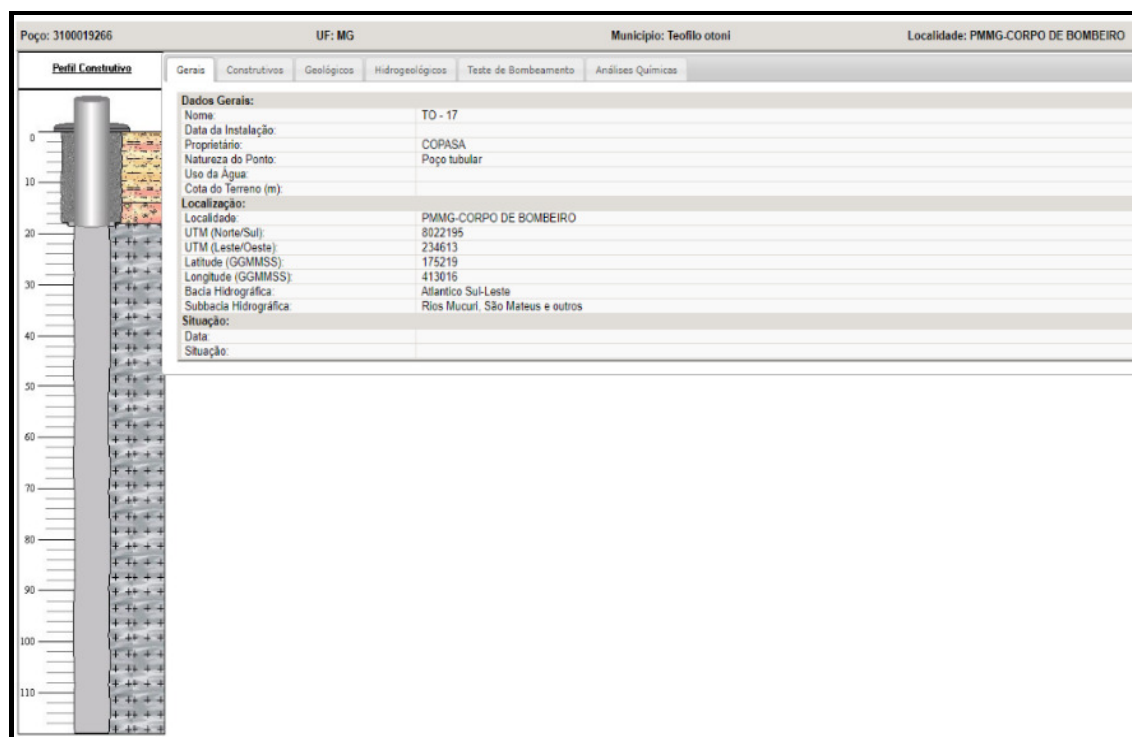 Poço: 3100019266 UF: MG Município: Teofilo otoni Localidade: PMMG-CORPO DE BOMBEIRO
Perfil Construtivo
Gerais Construtivos Geológicos Hidrogeológicos Teste de Bombeamento Análises Químicas
Dados Gerais:
Nome: TO - 17
Data da Instalação:
Proprietário: COPASA
Natureza do Ponto: Poço tubular
Uso da Água:
Cota do Terreno (m):
Localização:
Localidade: PMMG-CORPO DE BOMBEIRO
UTM (Norte/Sul): 8022195
UTM (Leste/Oeste): 234613
Latitude (GGMMSS): 175219
Longitude (GGMMSS): 413016
Bacia Hidrográfica: Atlantico Sul-Leste
Subbacia Hidrográfica: Rios Mucuri, São Mateus e outros
Situação:
Data:
Situação:
0
10
20
30
40
50
60
70
80
90
100
110